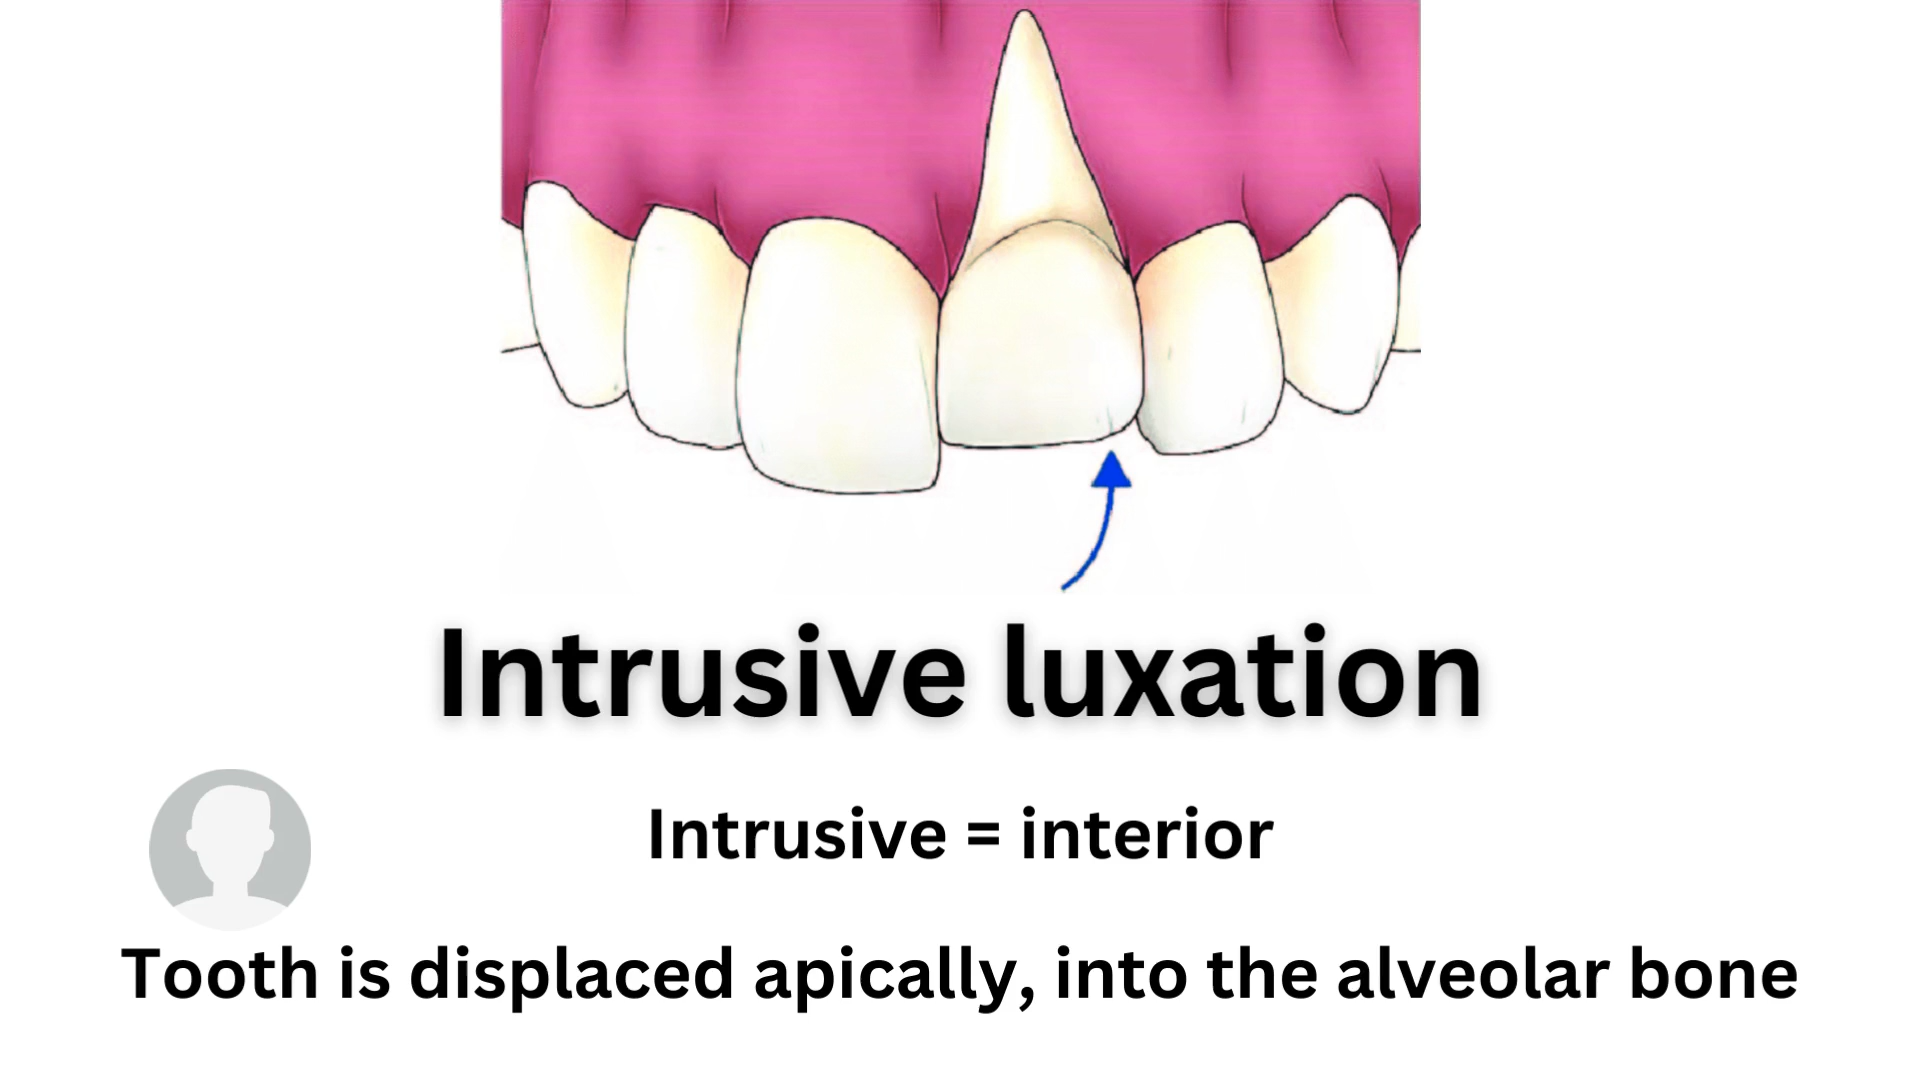 Intrusive luxation
Intrusive = interior
Tooth is displaced apically, into the alveolar bone